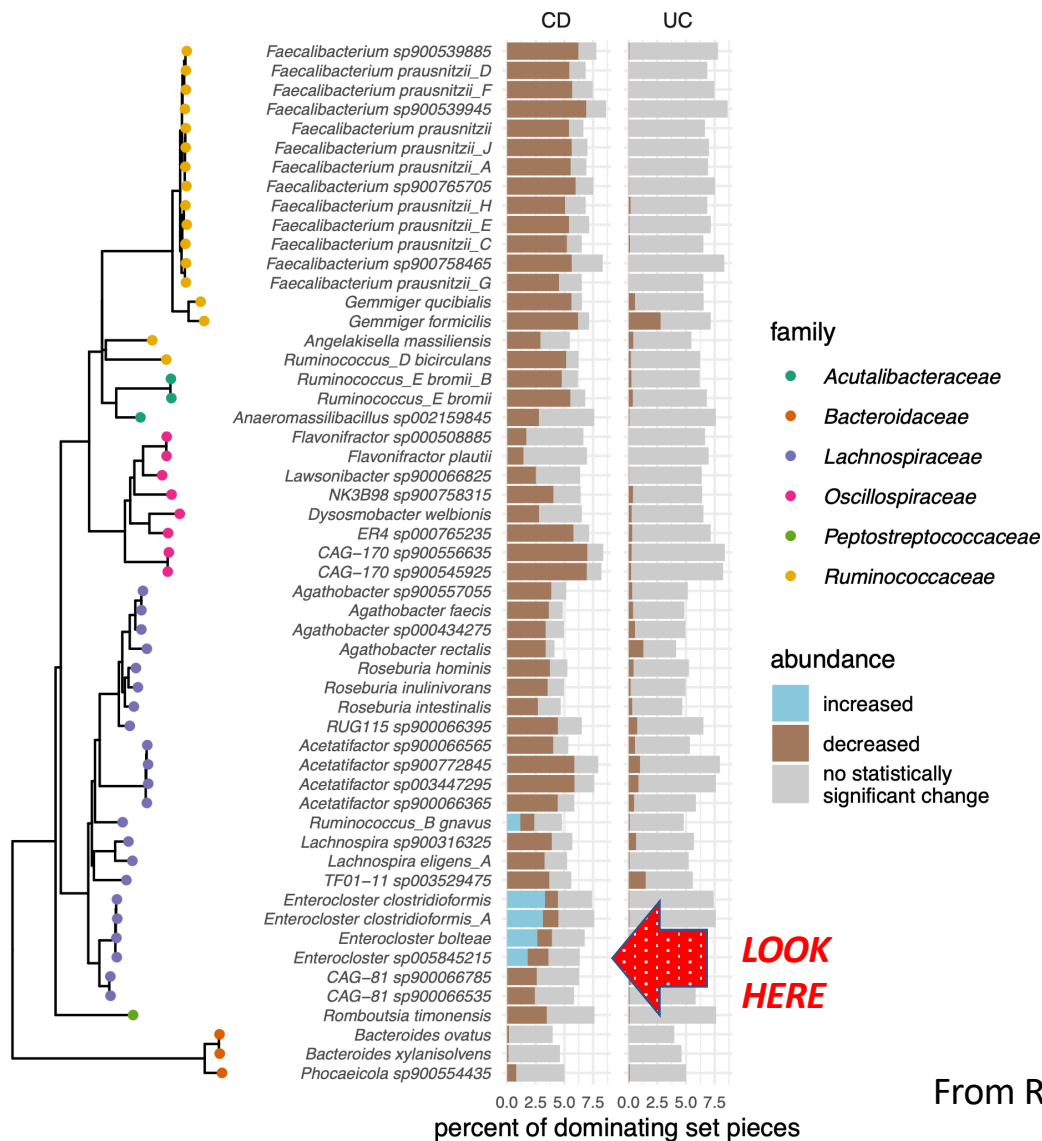 CD UC
Faecalibacterium sp900539885
Faecalibacterium prausnitzii_D
Faecalibacterium prausnitzii_F
Faecalibacterium sp900539945
Faecalibacterium prausnitzii
Faecalibacterium prausnitzii_J
Faecalibacterium prausnitzii_A
Faecalibacterium sp900765705
Faecalibacterium prausnitzii_H
Faecalibacterium prausnitzii_E
Faecalibacterium prausnitzii_C
Faecalibacterium sp900758465
Faecalibacterium prausnitzii_G
Gemmiger qucibialis
Gemmiger formicilis
Angelakisella massiliensis
Ruminococcus_D bicirculans
Ruminococcus_E bromii_B
Ruminococcus_E bromii
Anaeromassilibacillus sp002159845
Flavonifractor sp000508885
Flavonifractor plautii
Lawsonibacter sp900066825
NK3B98 sp900758315
Dysosmobacter welbionis
ER4 sp000765235
CAG-170 sp900556635
CAG-170 sp900545925
Agathobacter sp900557055
Agathobacter faecis
Agathobacter sp000434275
Agathobacter rectalis
Roseburia hominis
Roseburia inulinivorans
Roseburia intestinalis
RUG115 sp900066395
Acetatifactor sp900066565
Acetatifactor sp900772845
Acetatifactor sp003447295
Acetatifactor sp900066365
Ruminococcus_B gnavus
Lachnospira sp900316325
Lachnospira eligens_A
TF01-11 sp003529475
Enterocloster clostridioformis
Enterocloster clostridioformis_A
Enterocloster bolteae
Enterocloster sp005845215
CAG-81 sp900066785
CAG-81 sp900066535
Romboutsia timonensis
Bacteroides ovatus
Bacteroides xylanisolvens
Phocaeicola sp900554435
0.0 2.5 5.0 7.5 0.0 2.5 5.0 7.5
percent of dominating set pieces
family
Acutalibacteraceae
Bacteroidaceae
Lachnospiraceae
Oscillospiraceae
Peptostreptococcaceae
Ruminococcaceae
abundance
increased
decreased
no statistically
significant change
LOOK
HERE
From R